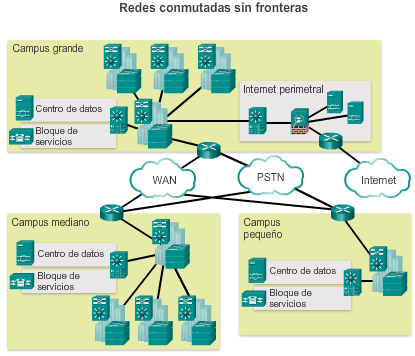 Redes conmutadas sin fronteras
Campus grande
Centro de datos
Bloque de
servicios
Internet perimetral
WAN
PSTN
Internet
Campus mediano
Centro de datos
Bloque de
servicios
Campus
pequeño
Centro de datos
Bloque de
servicios